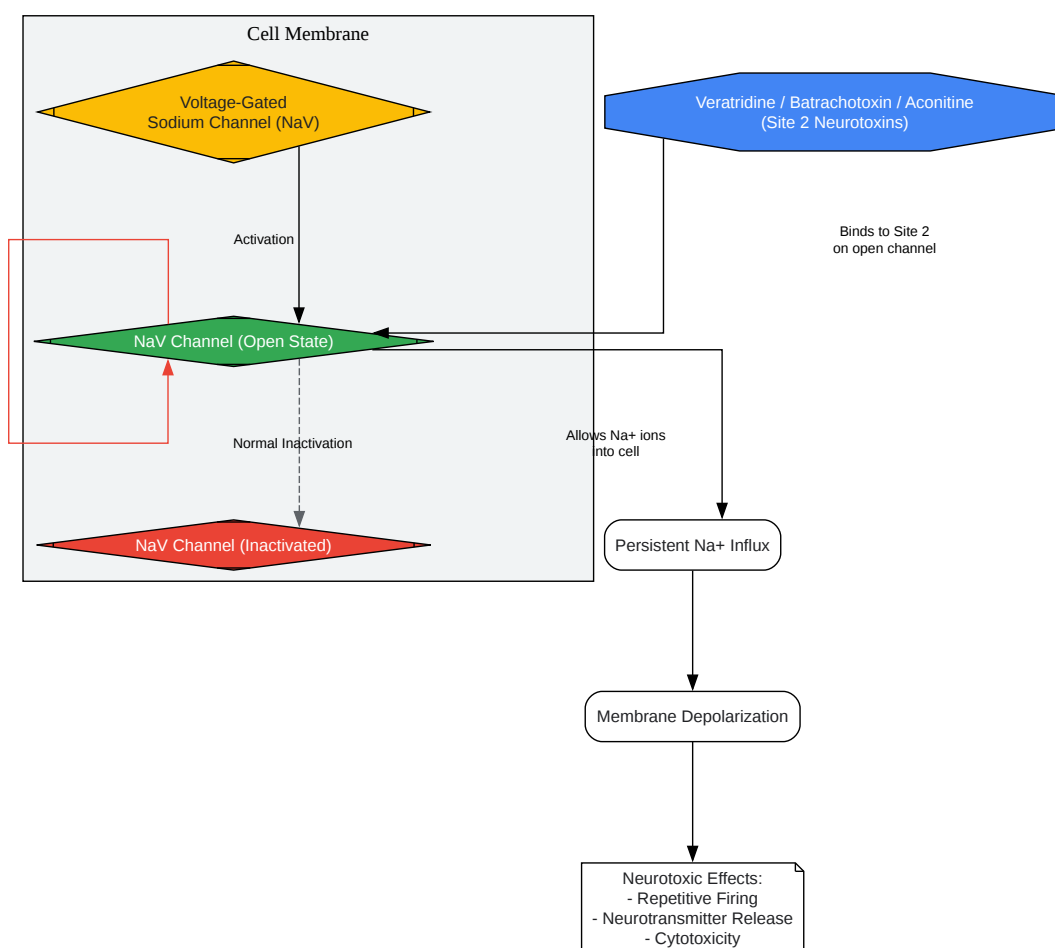 Cell Membrane
Voltage-Gated
Sodium Channel (NaV)
Veratridine / Batrachotoxin / Aconitine
(Site 2 Neurotoxins)
Activation
Binds to Site 2
on open channel
NaV Channel (Open State)
Normal Inactivation
Allows Na+ ions
into cell
NaV Channel (Inactivated)
Persistent Na+ Influx
Membrane Depolarization
Neurotoxic Effects:
- Repetitive Firing
- Neurotransmitter Release
- Cytotoxicity